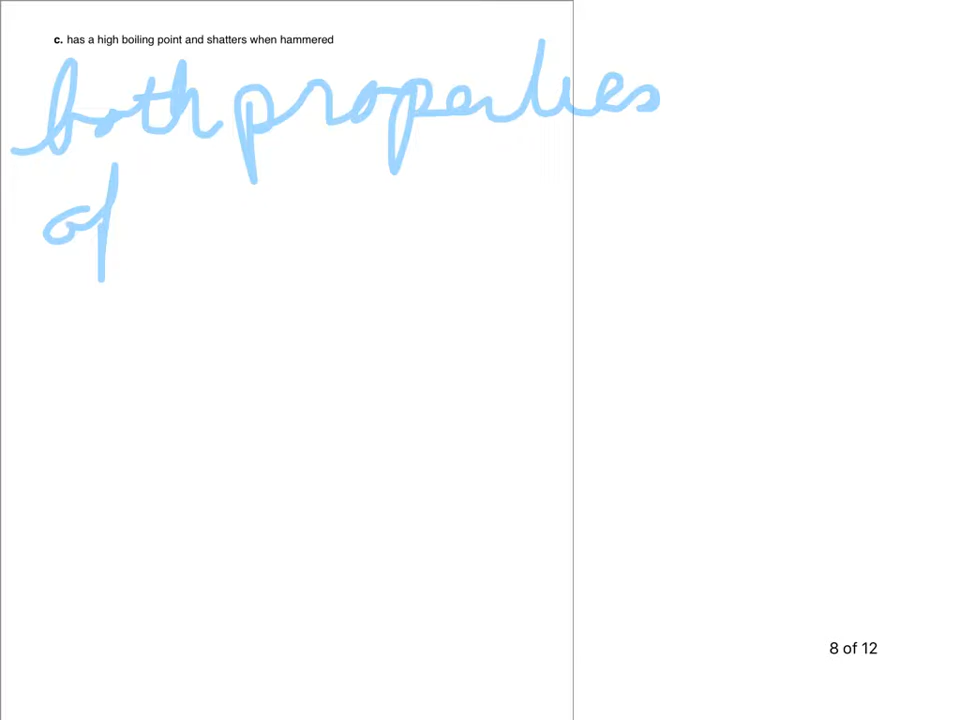 c. has a high boiling point and shatters when hammered
both properties
of
8 of 12